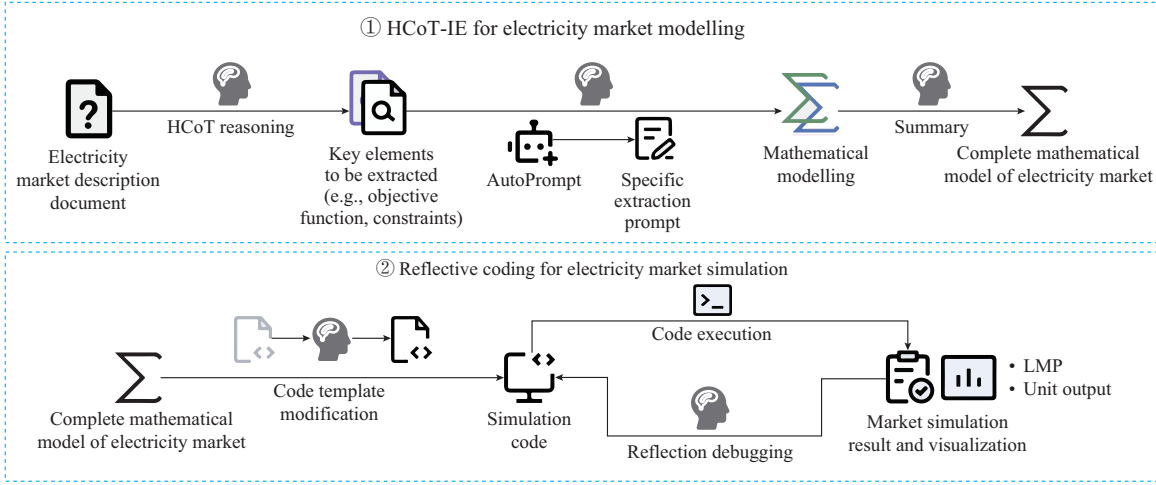 ① HCoT-IE for electricity market modelling
?
HCoT reasoning
Electricity
market description
document
Key elements
to be extracted
(e.g., objective
function, constraints)
AutoPrompt
Specific
extraction
prompt
Mathematical
modelling
Summary
Complete mathematical
model of electricity market
② Reflective coding for electricity market simulation
>_
Code execution
<>
<>
<>
Code template
modification
Complete mathematical
model of electricity market
Simulation
code
Reflection debugging
• LMP
• Unit output
Market simulation
result and visualization